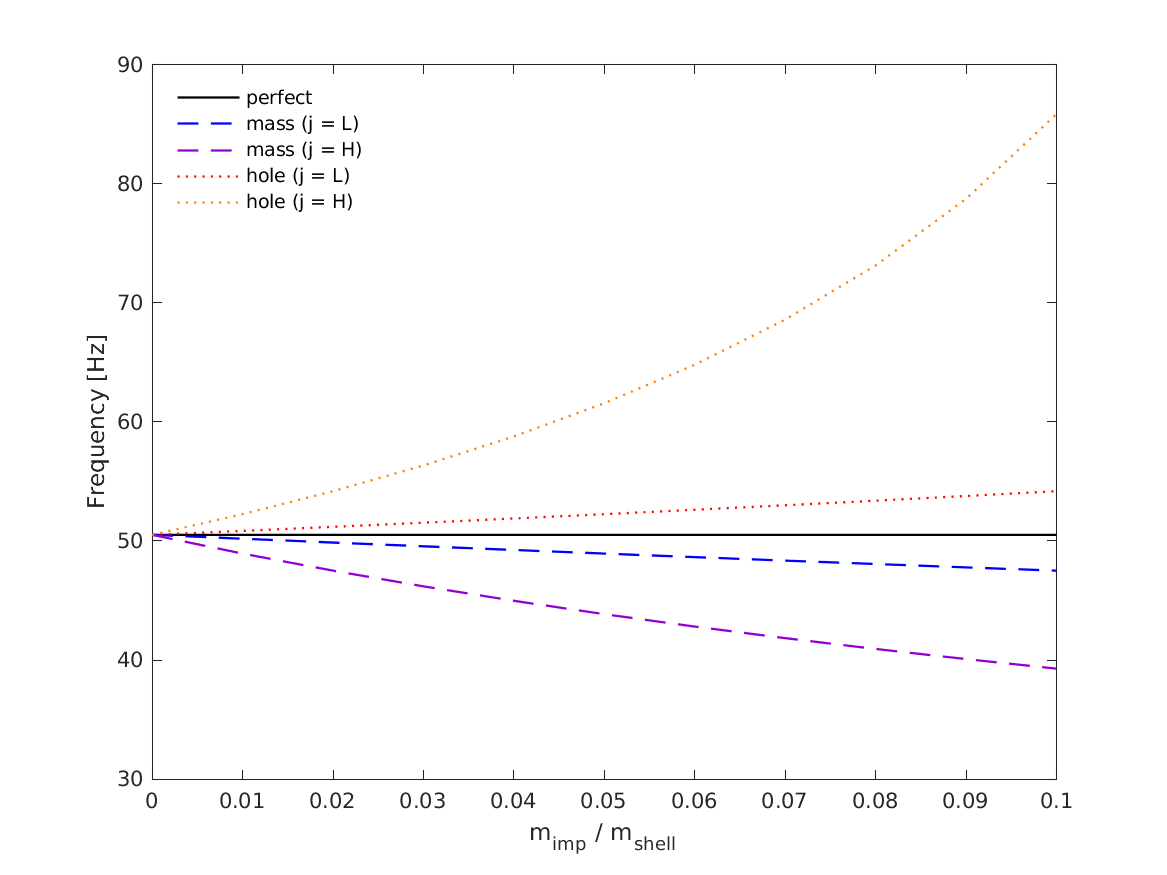 90
80
70
60
50
40
30
Frequency [Hz]
perfect
mass (j = L)
mass (j = H)
hole (j = L)
hole (j = H)
0 0.01 0.02 0.03 0.04 0.05 0.06 0.07 0.08 0.09 0.1
m_imp / m_shell